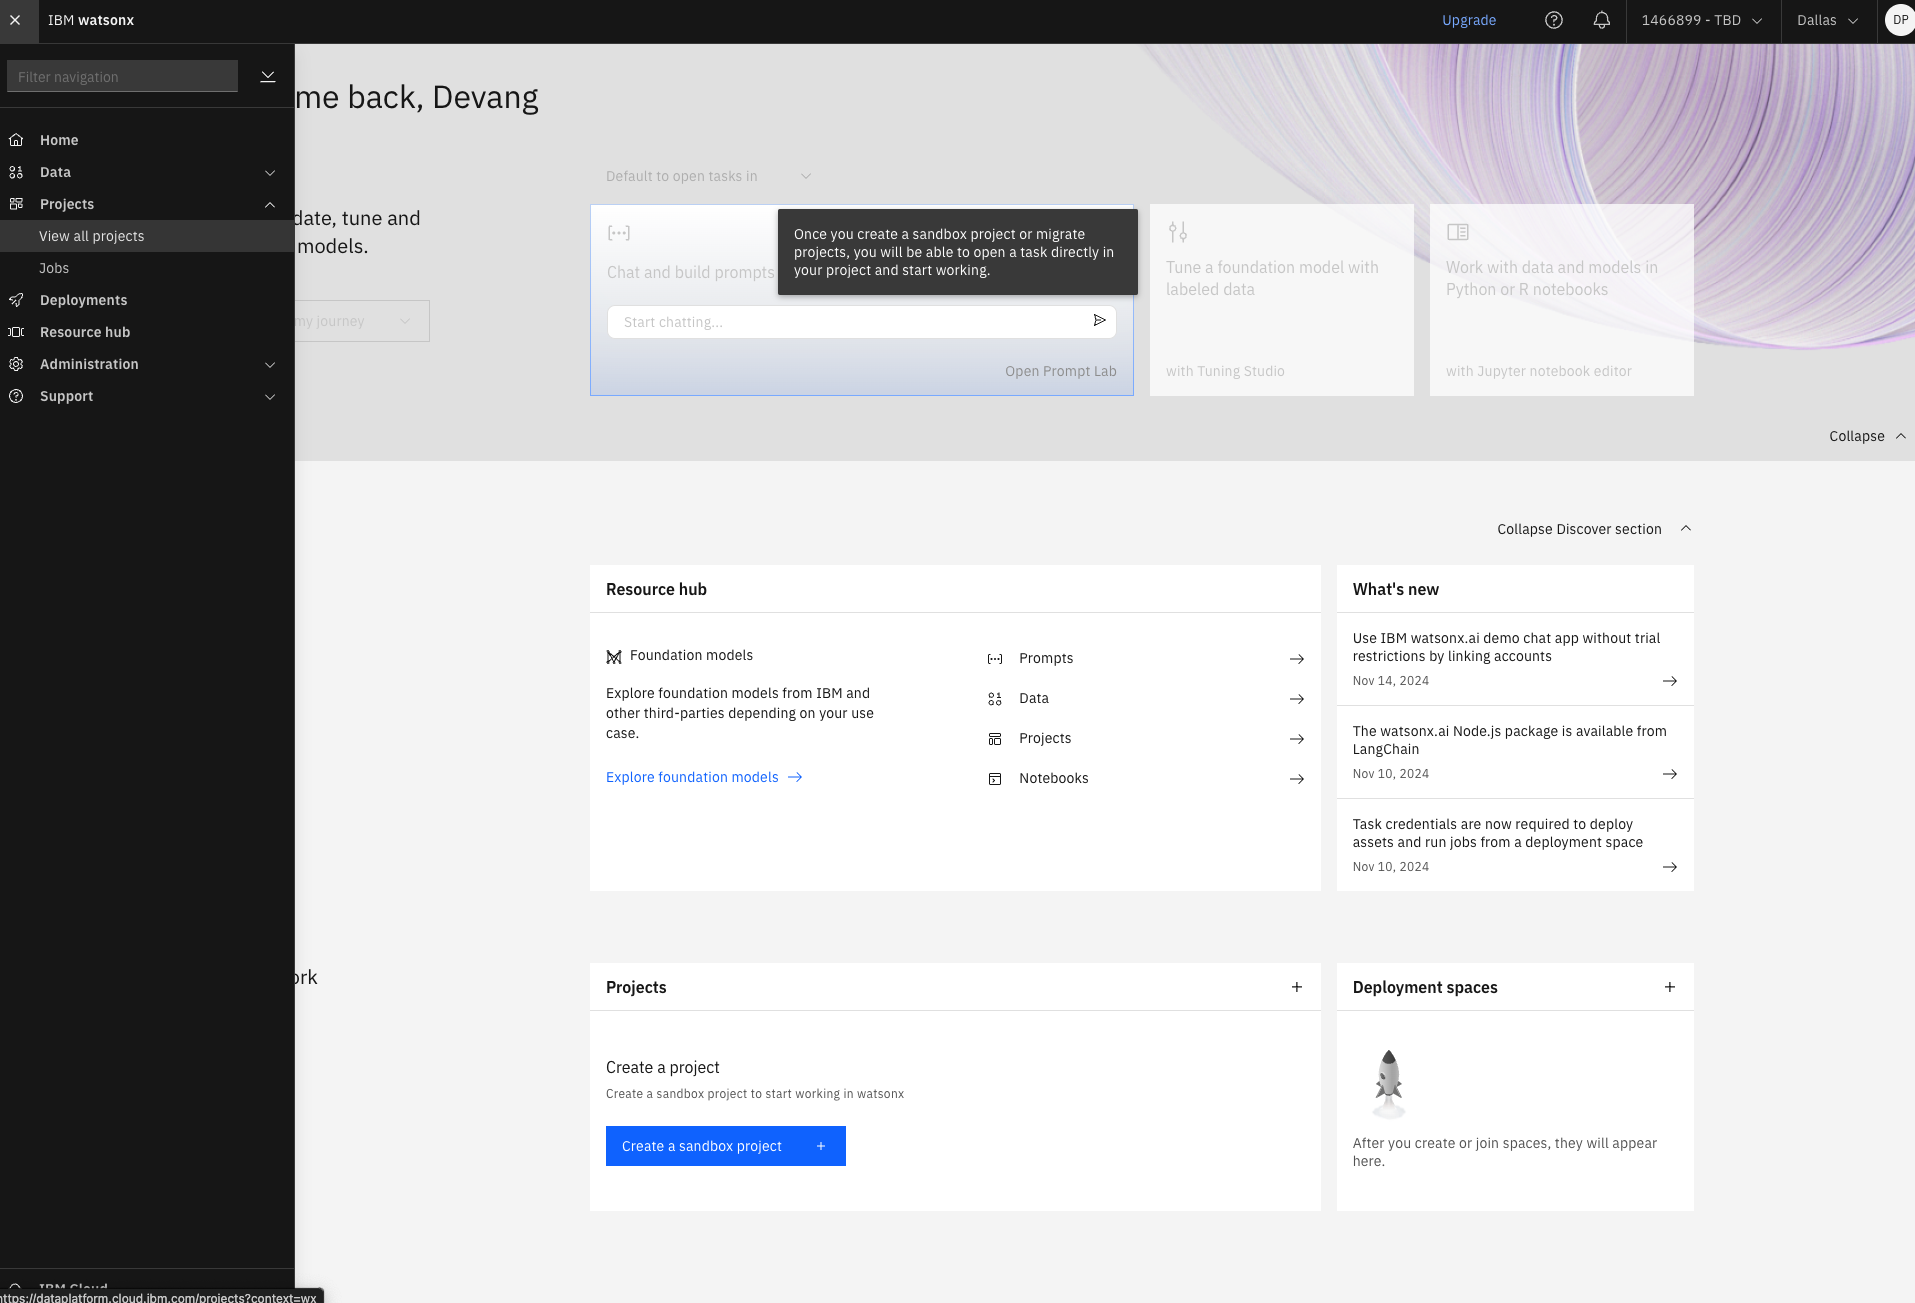 IBM watsonx
Upgrade
1466899 - TBD
Dallas
DP
Filter navigation
Home
Data
Projects
View all projects
Jobs
Deployments
Resource hub
Administration
Support
IBM Cloud
https://dataplatform.cloud.ibm.com/projects?context=wx
me back, Devang
date, tune and
models.
my journey
Default to open tasks in
Chat and build prompts
Once you create a sandbox project or migrate
projects, you will be able to open a task directly in
your project and start working.
Start chatting...
Open Prompt Lab
Tune a foundation model with
labeled data
with Tuning Studio
Work with data and models in
Python or R notebooks
with Jupyter notebook editor
Collapse
Collapse Discover section
Resource hub
Foundation models
Explore foundation models from IBM and
other third-parties depending on your use
case.
Explore foundation models
Prompts
Data
Projects
Notebooks
What's new
Use IBM watsonx.ai demo chat app without trial
restrictions by linking accounts
Nov 14, 2024
The watsonx.ai Node.js package is available from
LangChain
Nov 10, 2024
Task credentials are now required to deploy
assets and run jobs from a deployment space
Nov 10, 2024
ork
Projects
Create a project
Create a sandbox project to start working in watsonx
Create a sandbox project
Deployment spaces
After you create or join spaces, they will appear
here.